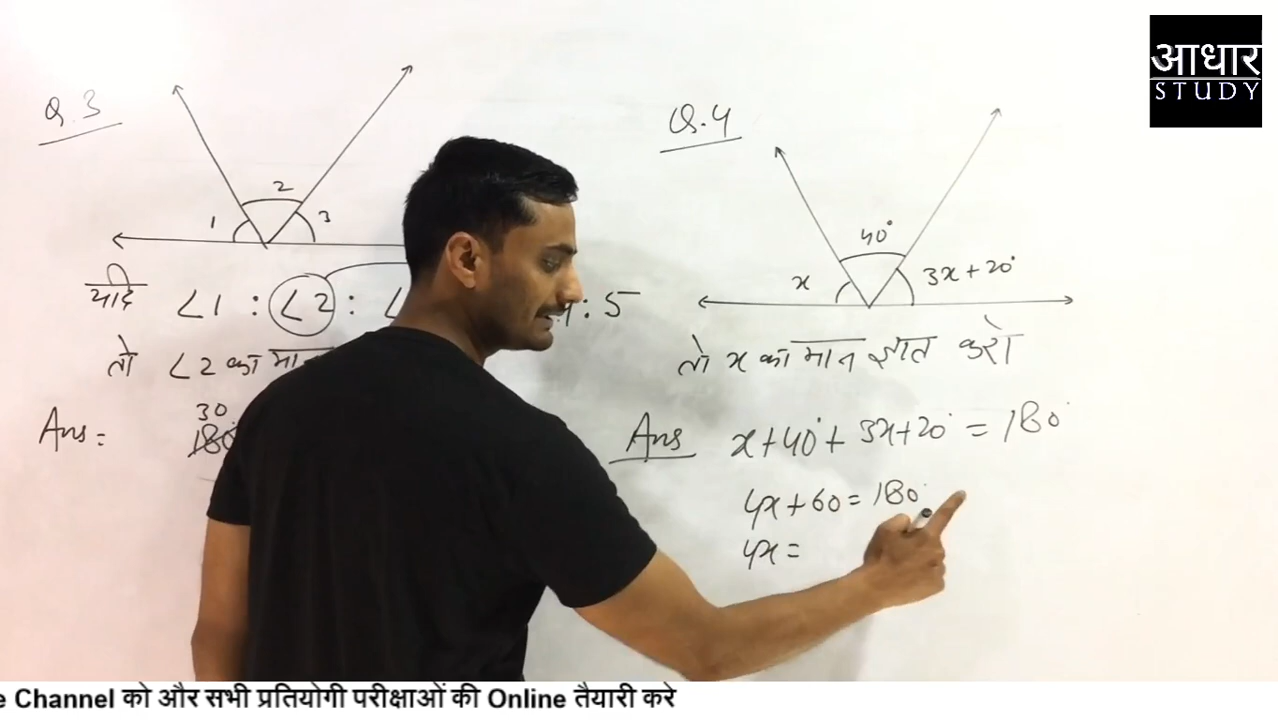 आधार
STUDY
Q.3
1
2
3
यदि ∠1 : ∠2 : ∠ : 5
तो ∠2 का
Ans =
30
180°
Q.4
x
40°
3x+20°
तो x का मान ज्ञात करो
Ans x+40°+3x+20°=180°
4x+60=180°
4x=
Channel को और सभी प्रतियोगी परीक्षाओं की Online तैयारी करे